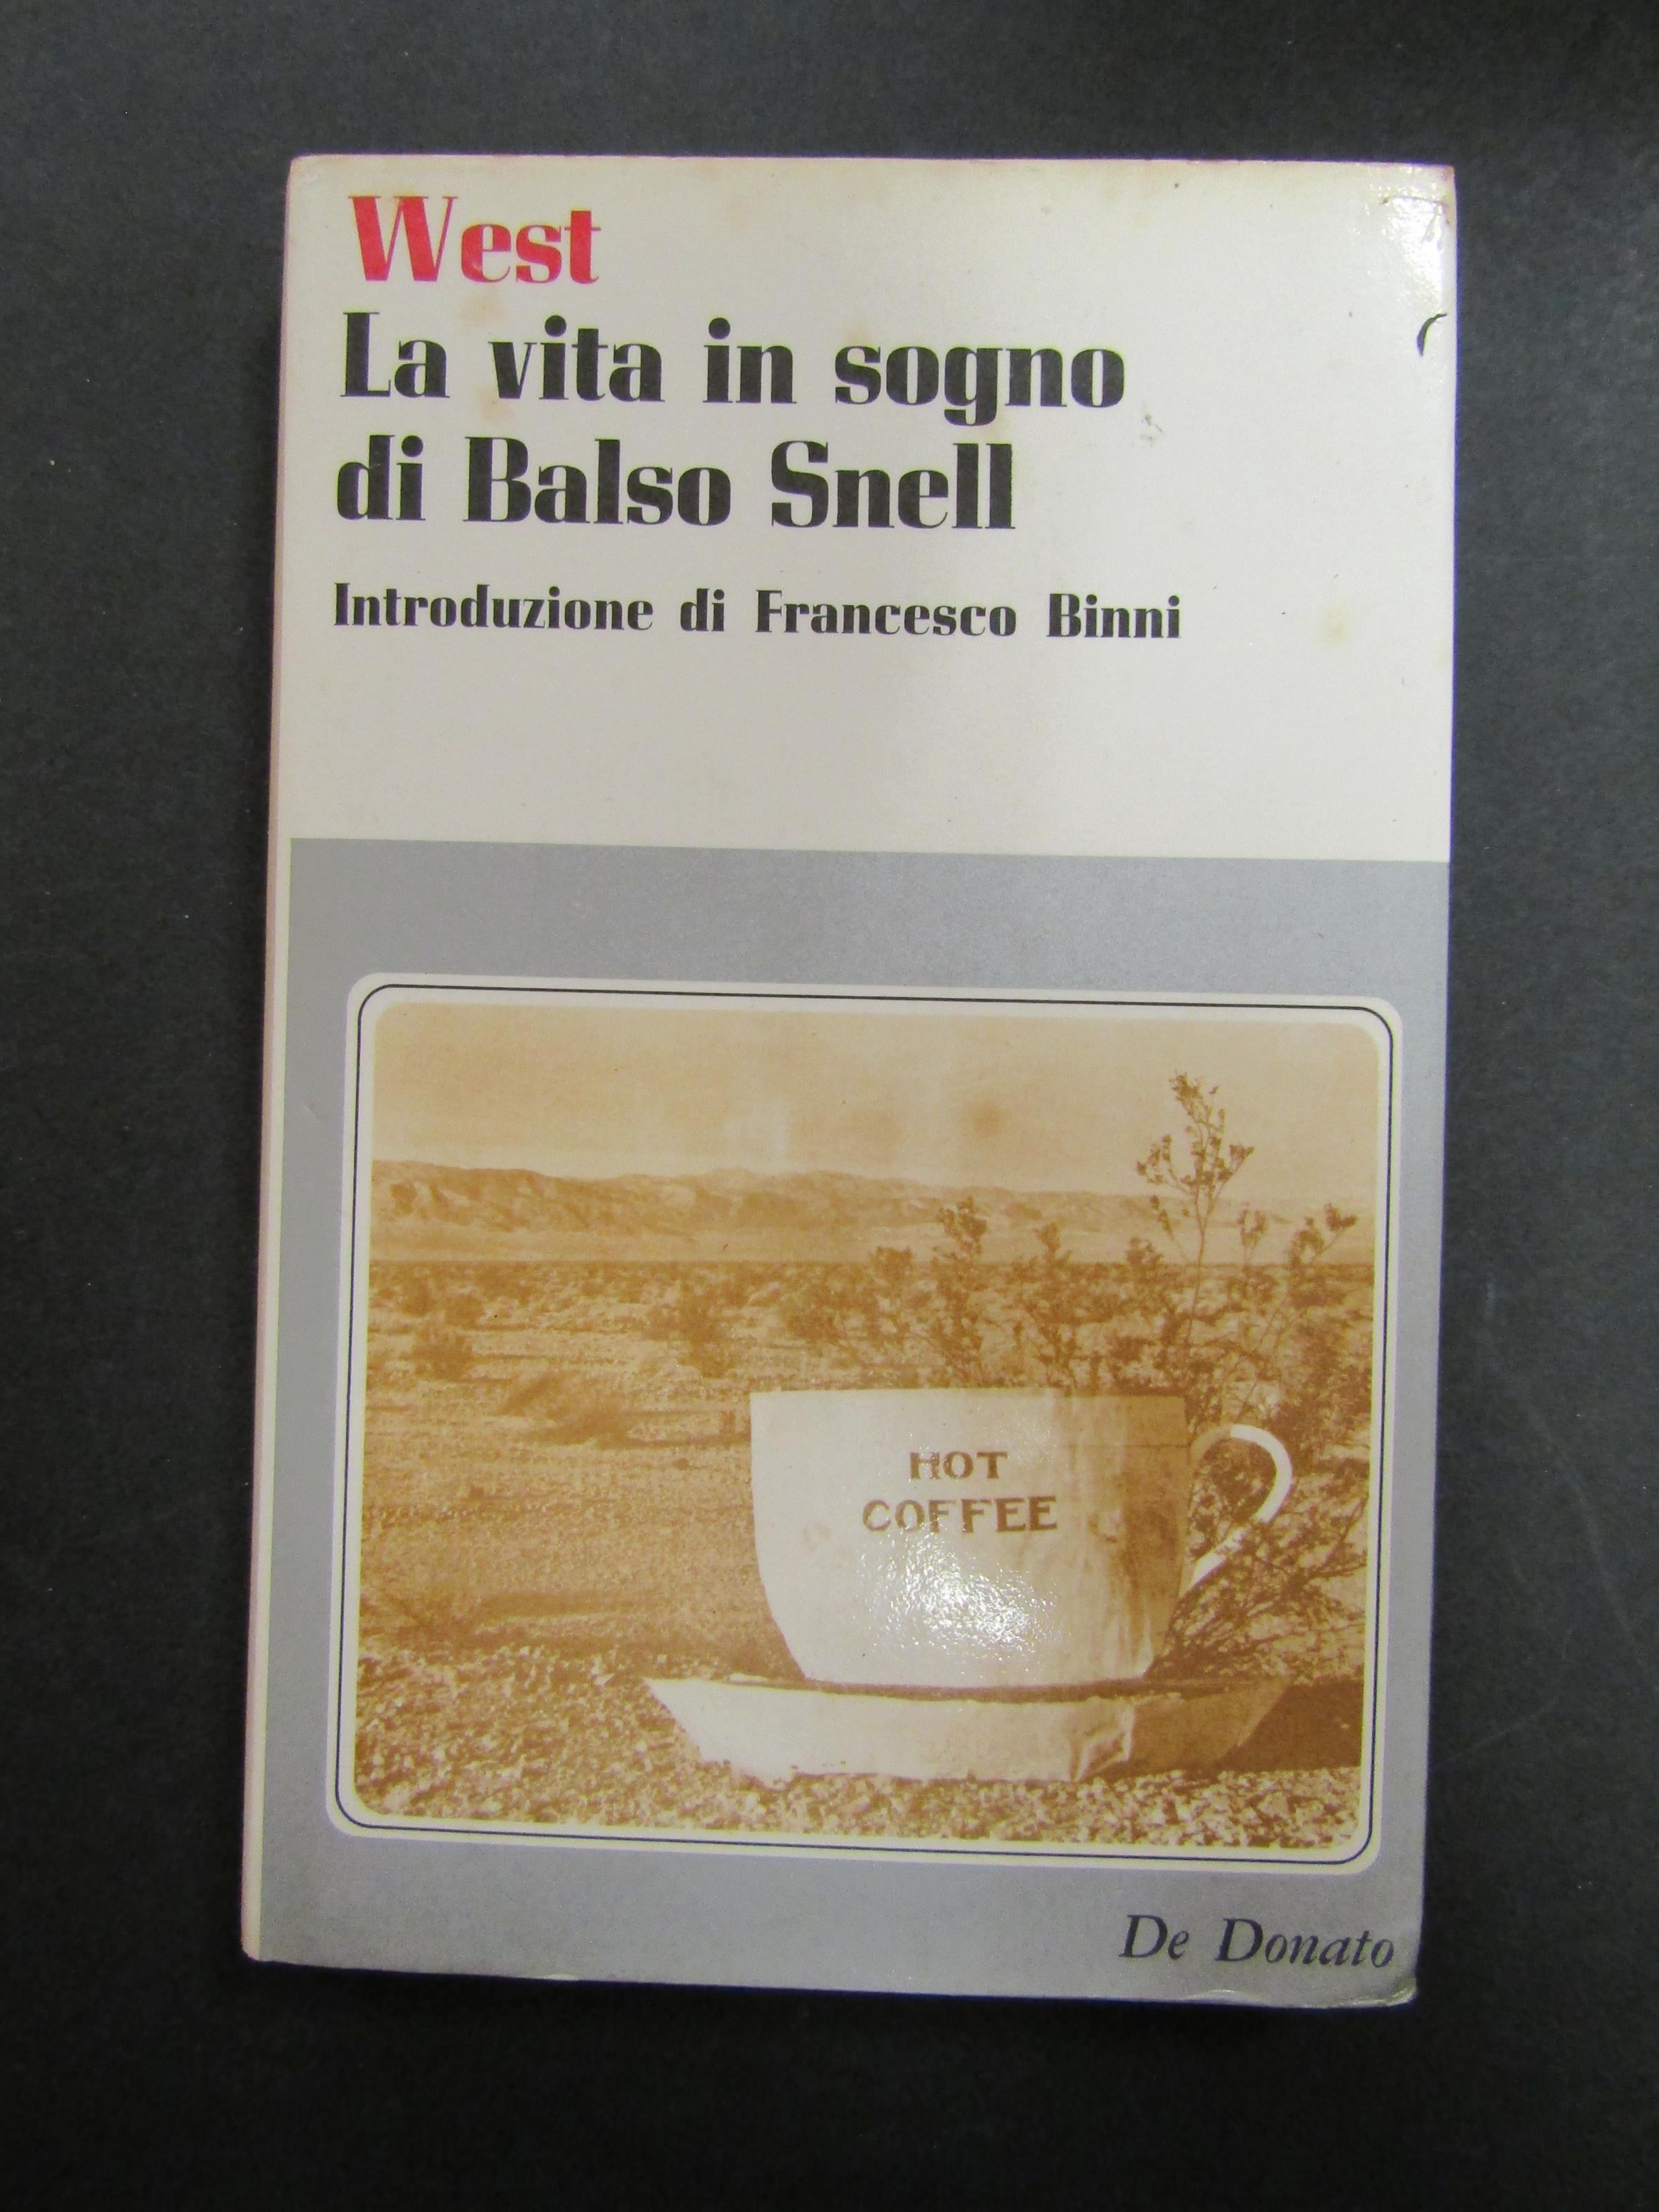 West
La vita in sogno
di Balso Snell
Introduzione di Francesco Binni
HOT
COFFEE
De Donato